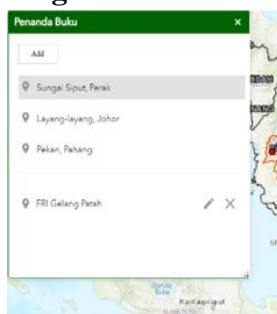 Penanda Buku ×
Add
Sungai Siput, Perak
Layang-layang, Johor
Pekan, Pahang
FRI Gelang Patah